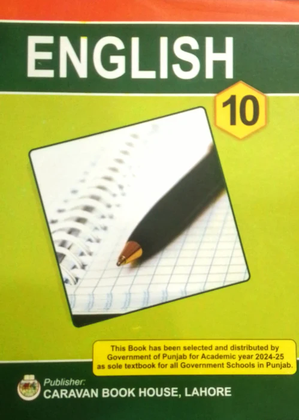 ENGLISH
10
This Book has been selected and distributed by
Government of Punjab for Academic year 2024-25
as sole textbook for all Government Schools in Punjab.
Publisher:
CARAVAN BOOK HOUSE, LAHORE